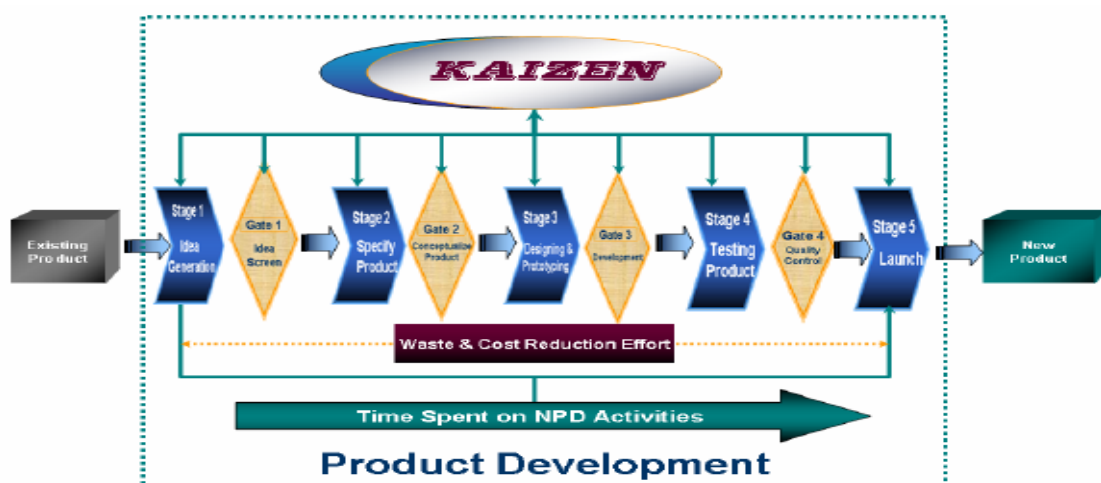 KAIZEN
Existing
Product
Stage 1
Idea
Generation
Gate 1
Idea
Screen
Stage 2
Specify
Product
Gate 2
Conceptualize
Product
Stage 3
Designing &
Prototyping
Gate 3
Development
Stage 4
Testing
Product
Gate 4
Quality
Control
Stage 5
Launch
New
Product
Waste & Cost Reduction Effort
Time Spent on NPD Activities
Product Development